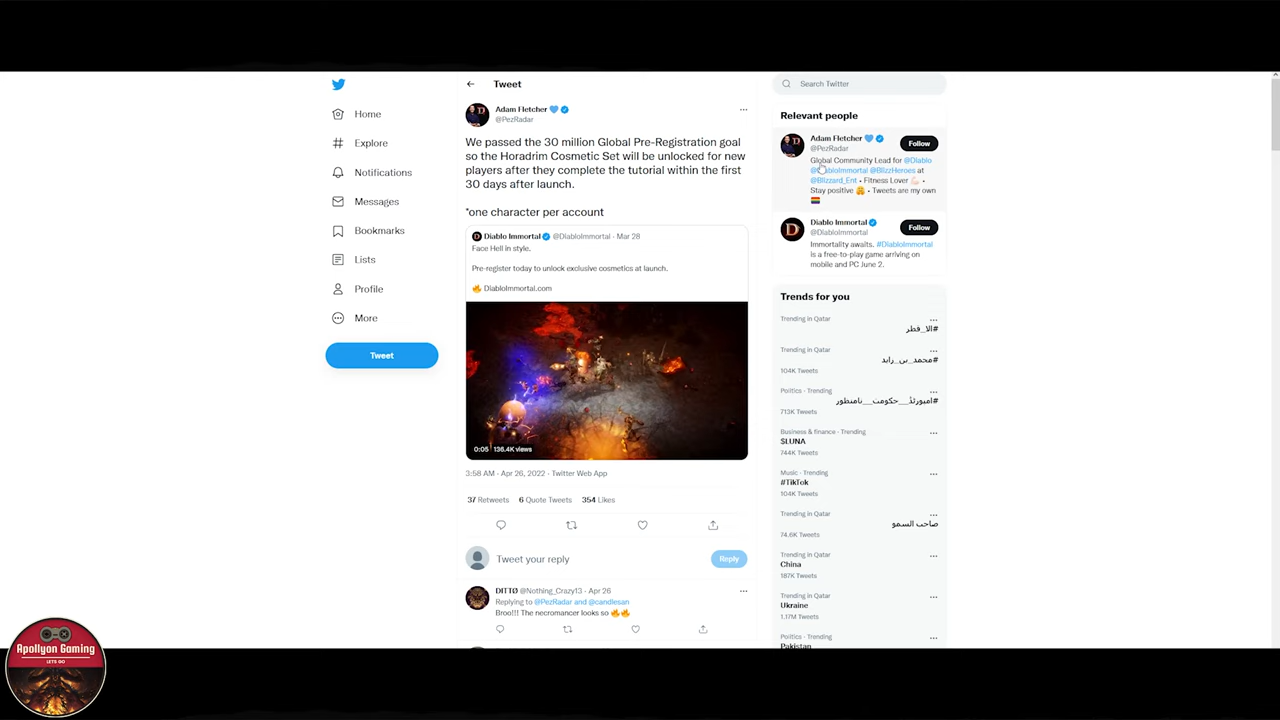 Home
Explore
Notifications
Messages
Bookmarks
Lists
Profile
More
Tweet
Tweet
Adam Fletcher
@PezRadar
We passed the 30 million Global Pre-Registration goal
so the Horadrim Cosmetic Set will be unlocked for new
players after they complete the tutorial within the first
30 days after launch.
*one character per account
Diablo Immortal @DiabloImmortal · Mar 28
Face Hell in style.
Pre-register today to unlock exclusive cosmetics at launch.
🔥 DiabloImmortal.com
0:05 136.4K views
3:58 AM · Apr 26, 2022 · Twitter Web App
37 Retweets 6 Quote Tweets 354 Likes
Tweet your reply
Reply
DITTØ @Nothing_Crazy13 · Apr 26
Replying to @PezRadar and @candlesan
Broo!!! The necromancer looks so 🔥🔥
Search Twitter
Relevant people
Adam Fletcher
@PezRadar
Follow
Global Community Lead for @Diablo
@DiabloImmortal @BlizzHeroes at
@Blizzard_Ent • Fitness Lover 💪🏻 •
Stay positive 🤗 • Tweets are my own
🏳️‍🌈
Diablo Immortal
@DiabloImmortal
Follow
Immortality awaits. #DiabloImmortal
is a free-to-play game arriving on
mobile and PC June 2.
Trends for you
Trending in Qatar
#الا_قطر
Trending in Qatar
#محمد_بن_زايد
104K Tweets
Politics · Trending
#امپورٹڈ__حکومت__نامنظور
713K Tweets
Business & finance · Trending
$LUNA
744K Tweets
Music · Trending
#TikTok
104K Tweets
Trending in Qatar
صاحب السمو
74.6K Tweets
Trending in Qatar
China
187K Tweets
Trending in Qatar
Ukraine
1.17M Tweets
Politics · Trending
Pakistan
Apollyon Gaming
LETS GO